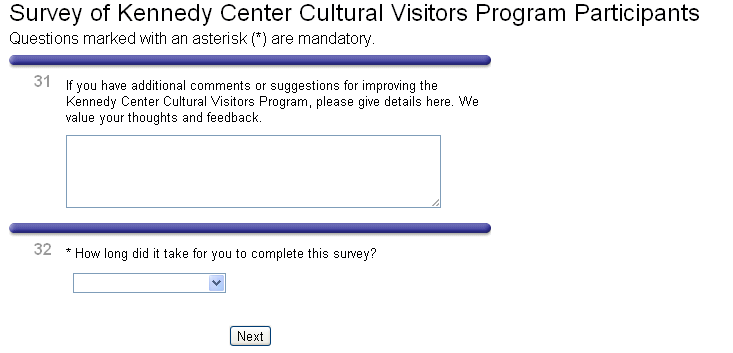 Survey of Kennedy Center Cultural Visitors Program Participants
Questions marked with an asterisk (*) are mandatory.
31 If you have additional comments or suggestions for improving the
Kennedy Center Cultural Visitors Program, please give details here. We
value your thoughts and feedback.
32 * How long did it take for you to complete this survey?
Next